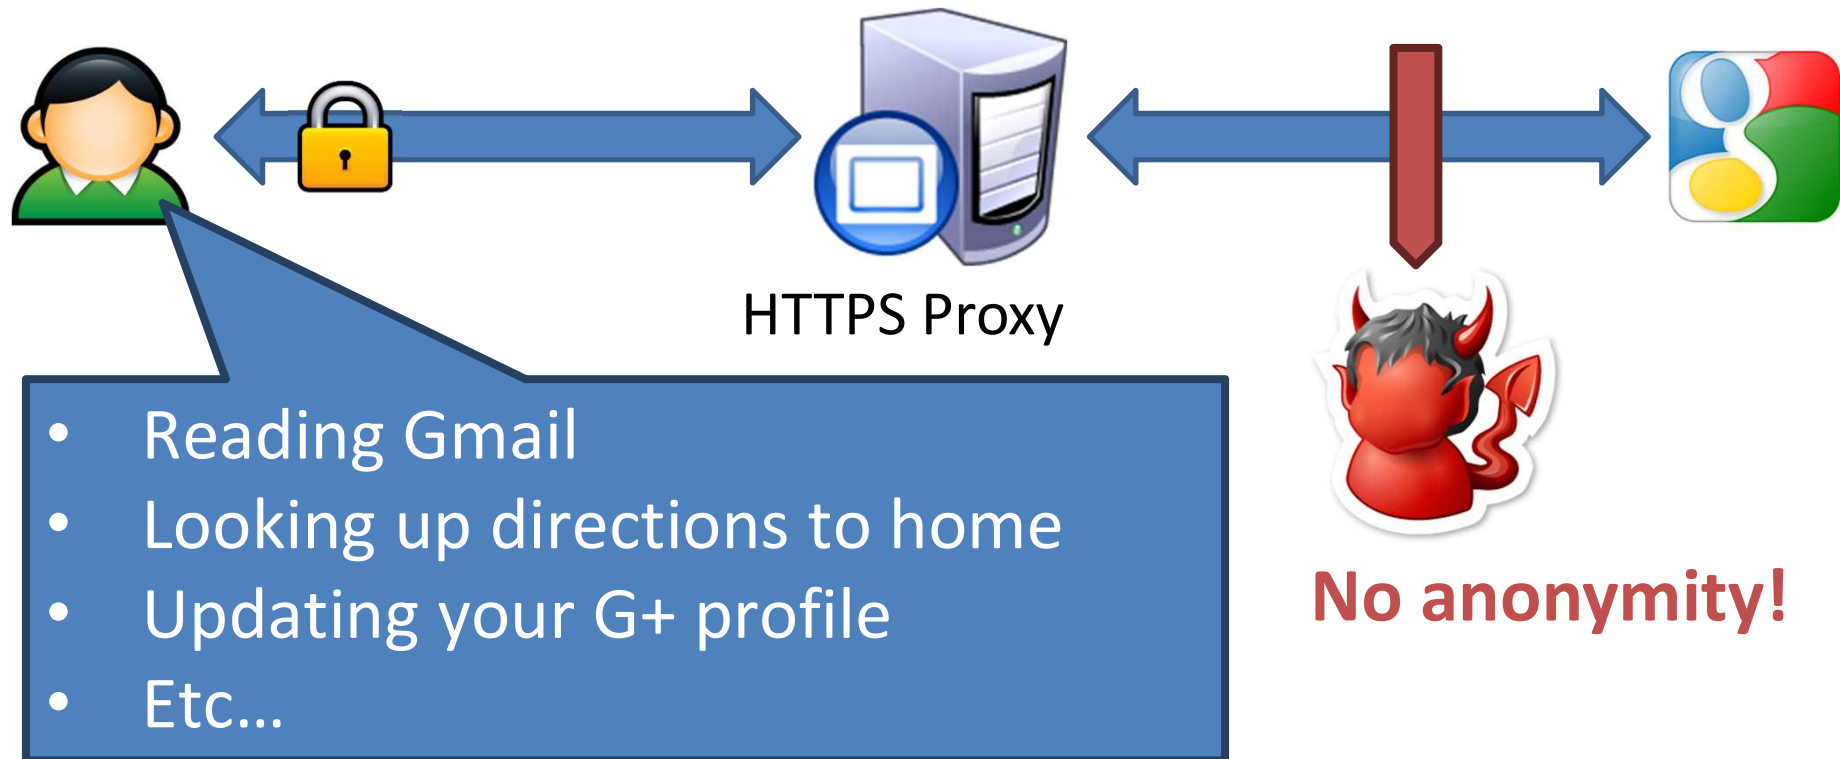 HTTPS Proxy
• Reading Gmail
• Looking up directions to home
• Updating your G+ profile
• Etc…
No anonymity!